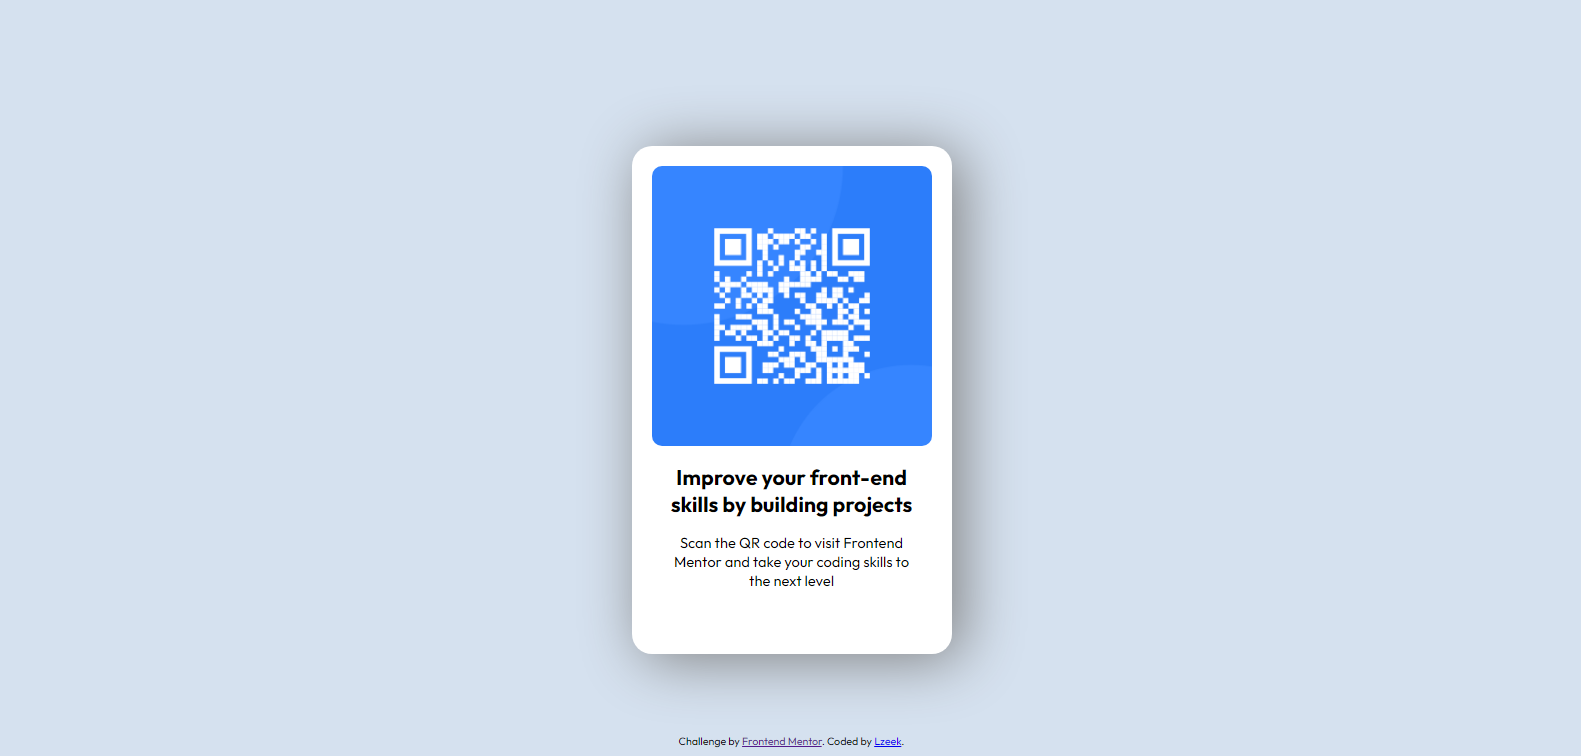 Improve your front-end
skills by building projects
Scan the QR code to visit Frontend
Mentor and take your coding skills to
the next level
Challenge by Frontend Mentor. Coded by Lzeek.